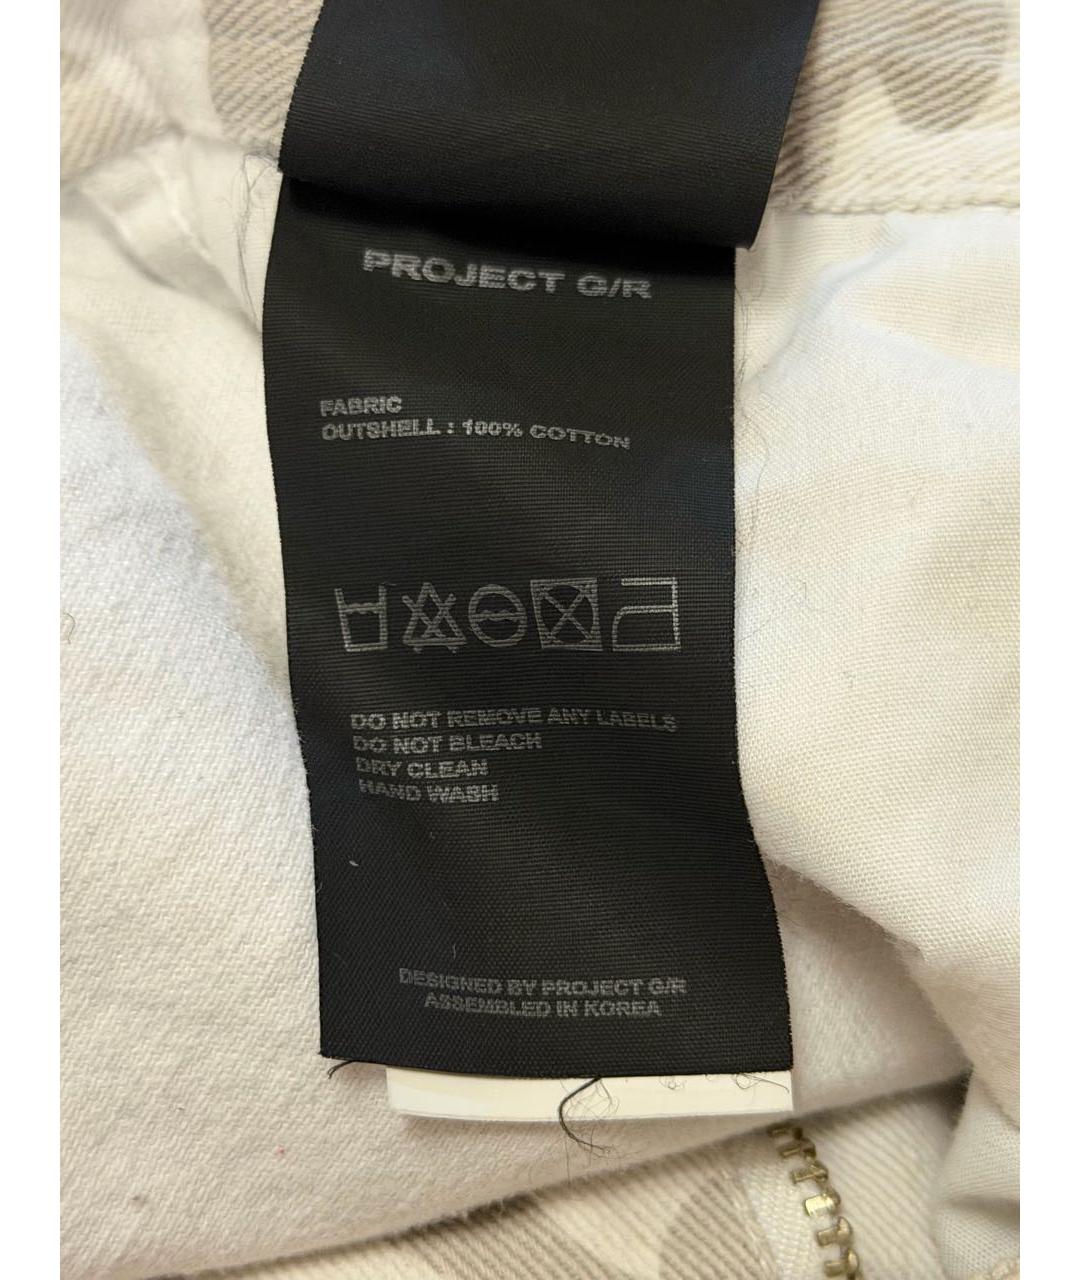 PROJECT G/R
FABRIC
OUTSHELL : 100% COTTON
DO NOT REMOVE ANY LABELS
DO NOT BLEACH
DRY CLEAN
HAND WASH
DESIGNED BY PROJECT G/R
ASSEMBLED IN KOREA